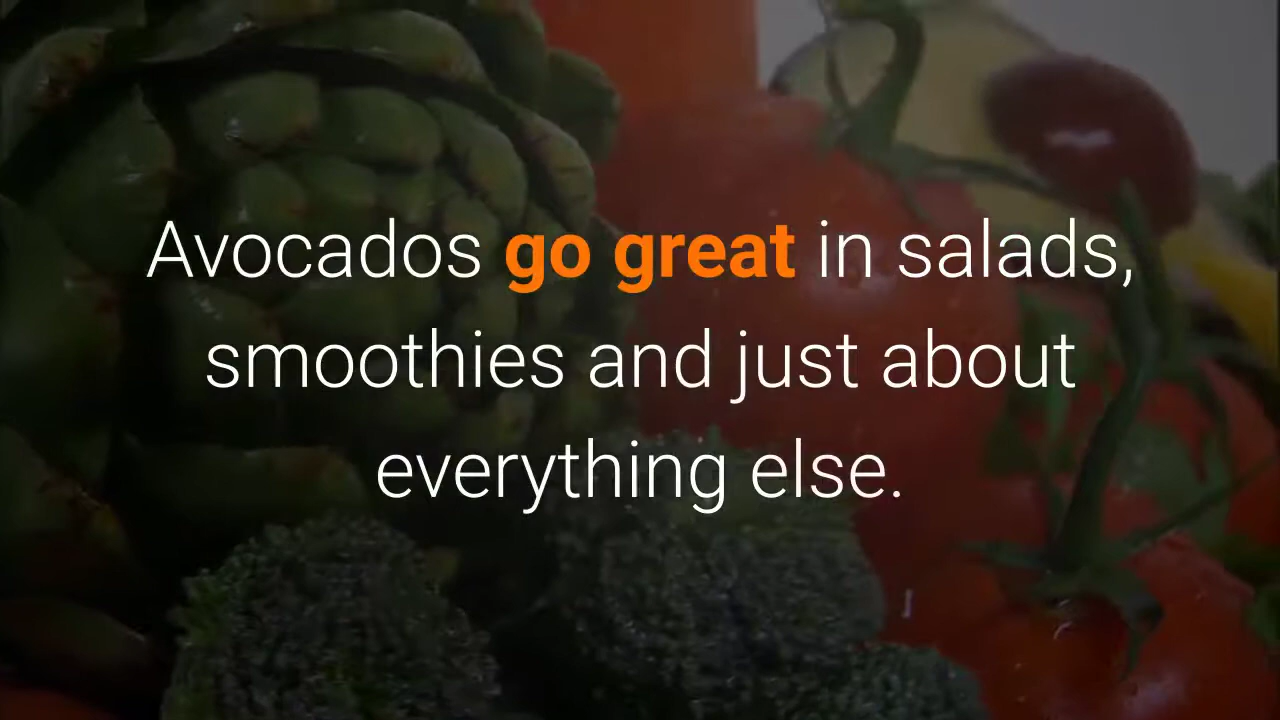 Avocados go great in salads,
smoothies and just about
everything else.